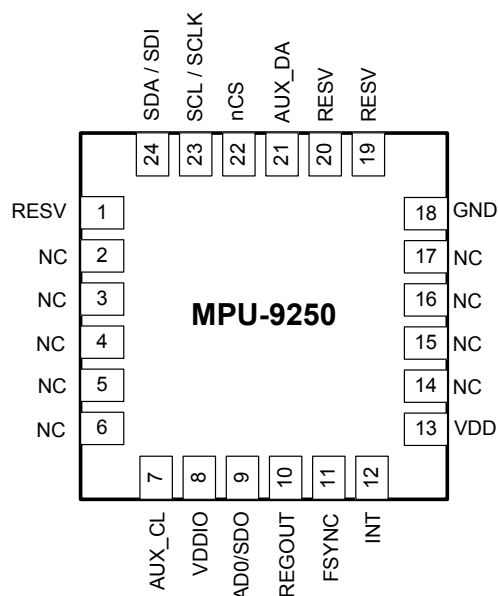 SDA / SDI
SCL / SCLK
nCS
AUX_DA
RESV
RESV
24
23
22
21
20
19
RESV 1
NC 2
NC 3
NC 4
NC 5
NC 6
MPU-9250
18 GND
17 NC
16 NC
15 NC
14 NC
13 VDD
7
8
9
10
11
12
AUX_CL
VDDIO
AD0/SDO
REGOUT
FSYNC
INT